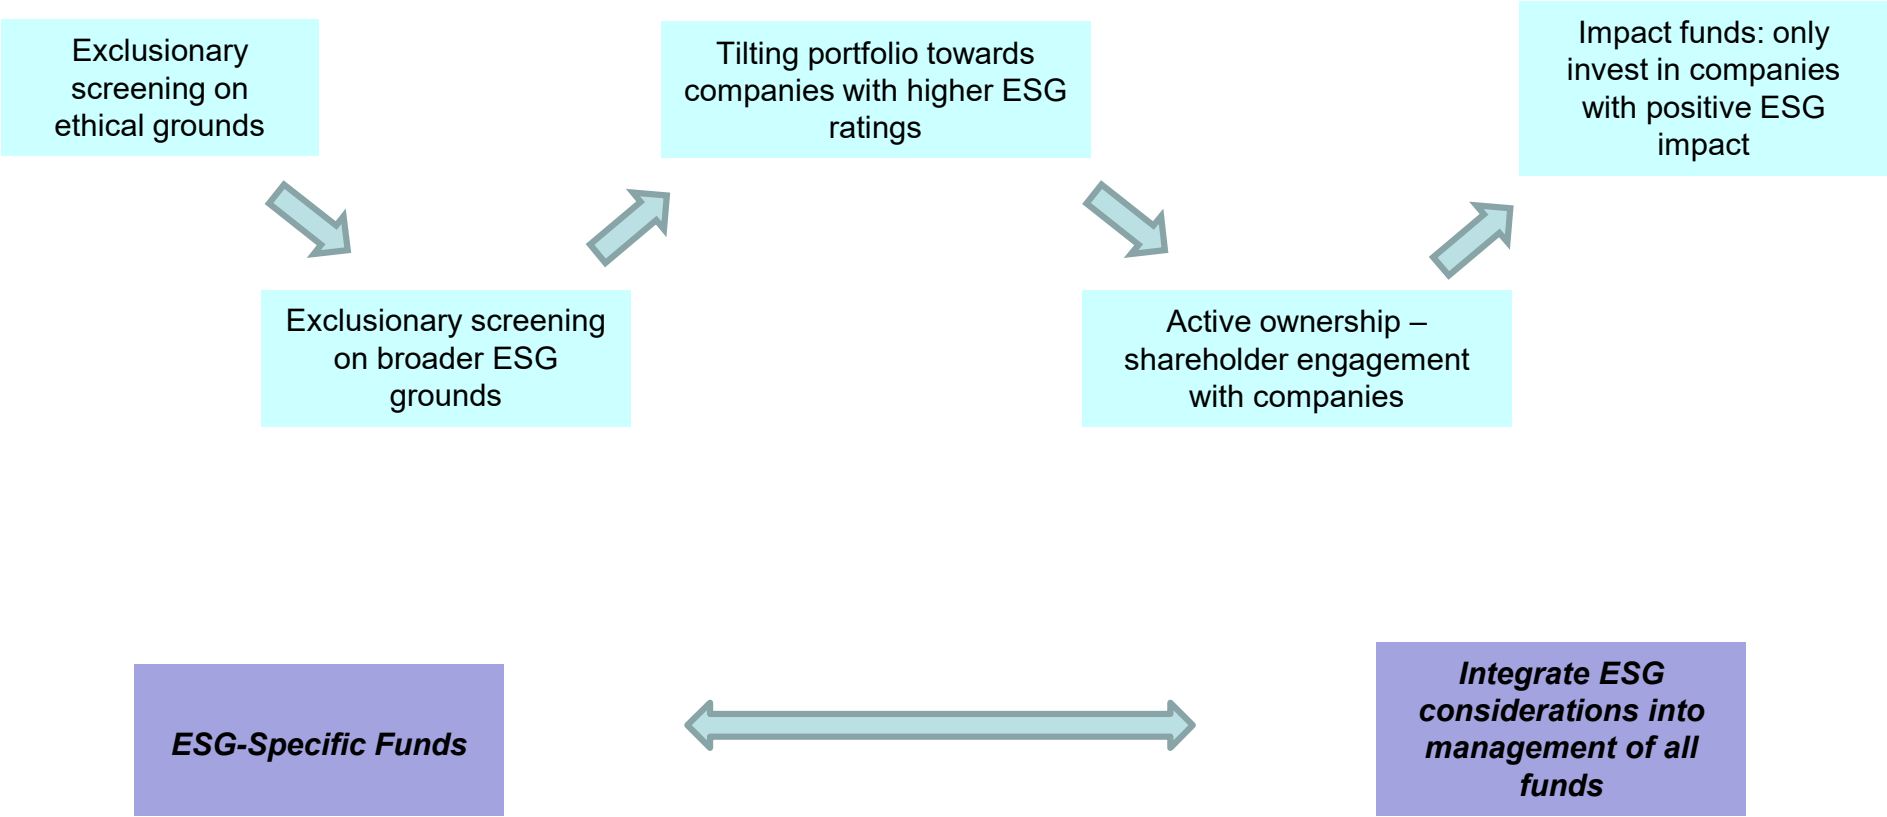 Exclusionary
screening on
ethical grounds
Exclusionary screening
on broader ESG
grounds
Tilting portfolio towards
companies with higher ESG
ratings
Active ownership –
shareholder engagement
with companies
Impact funds: only
invest in companies
with positive ESG
impact
ESG-Specific Funds
Integrate ESG
considerations into
management of all
funds